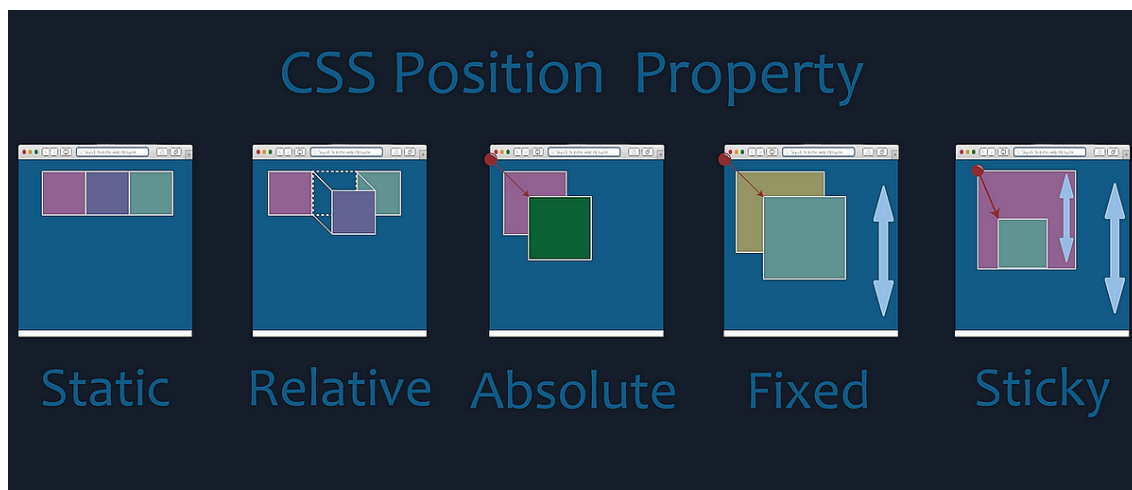 CSS Position Property
Static
Relative
Absolute
Fixed
Sticky